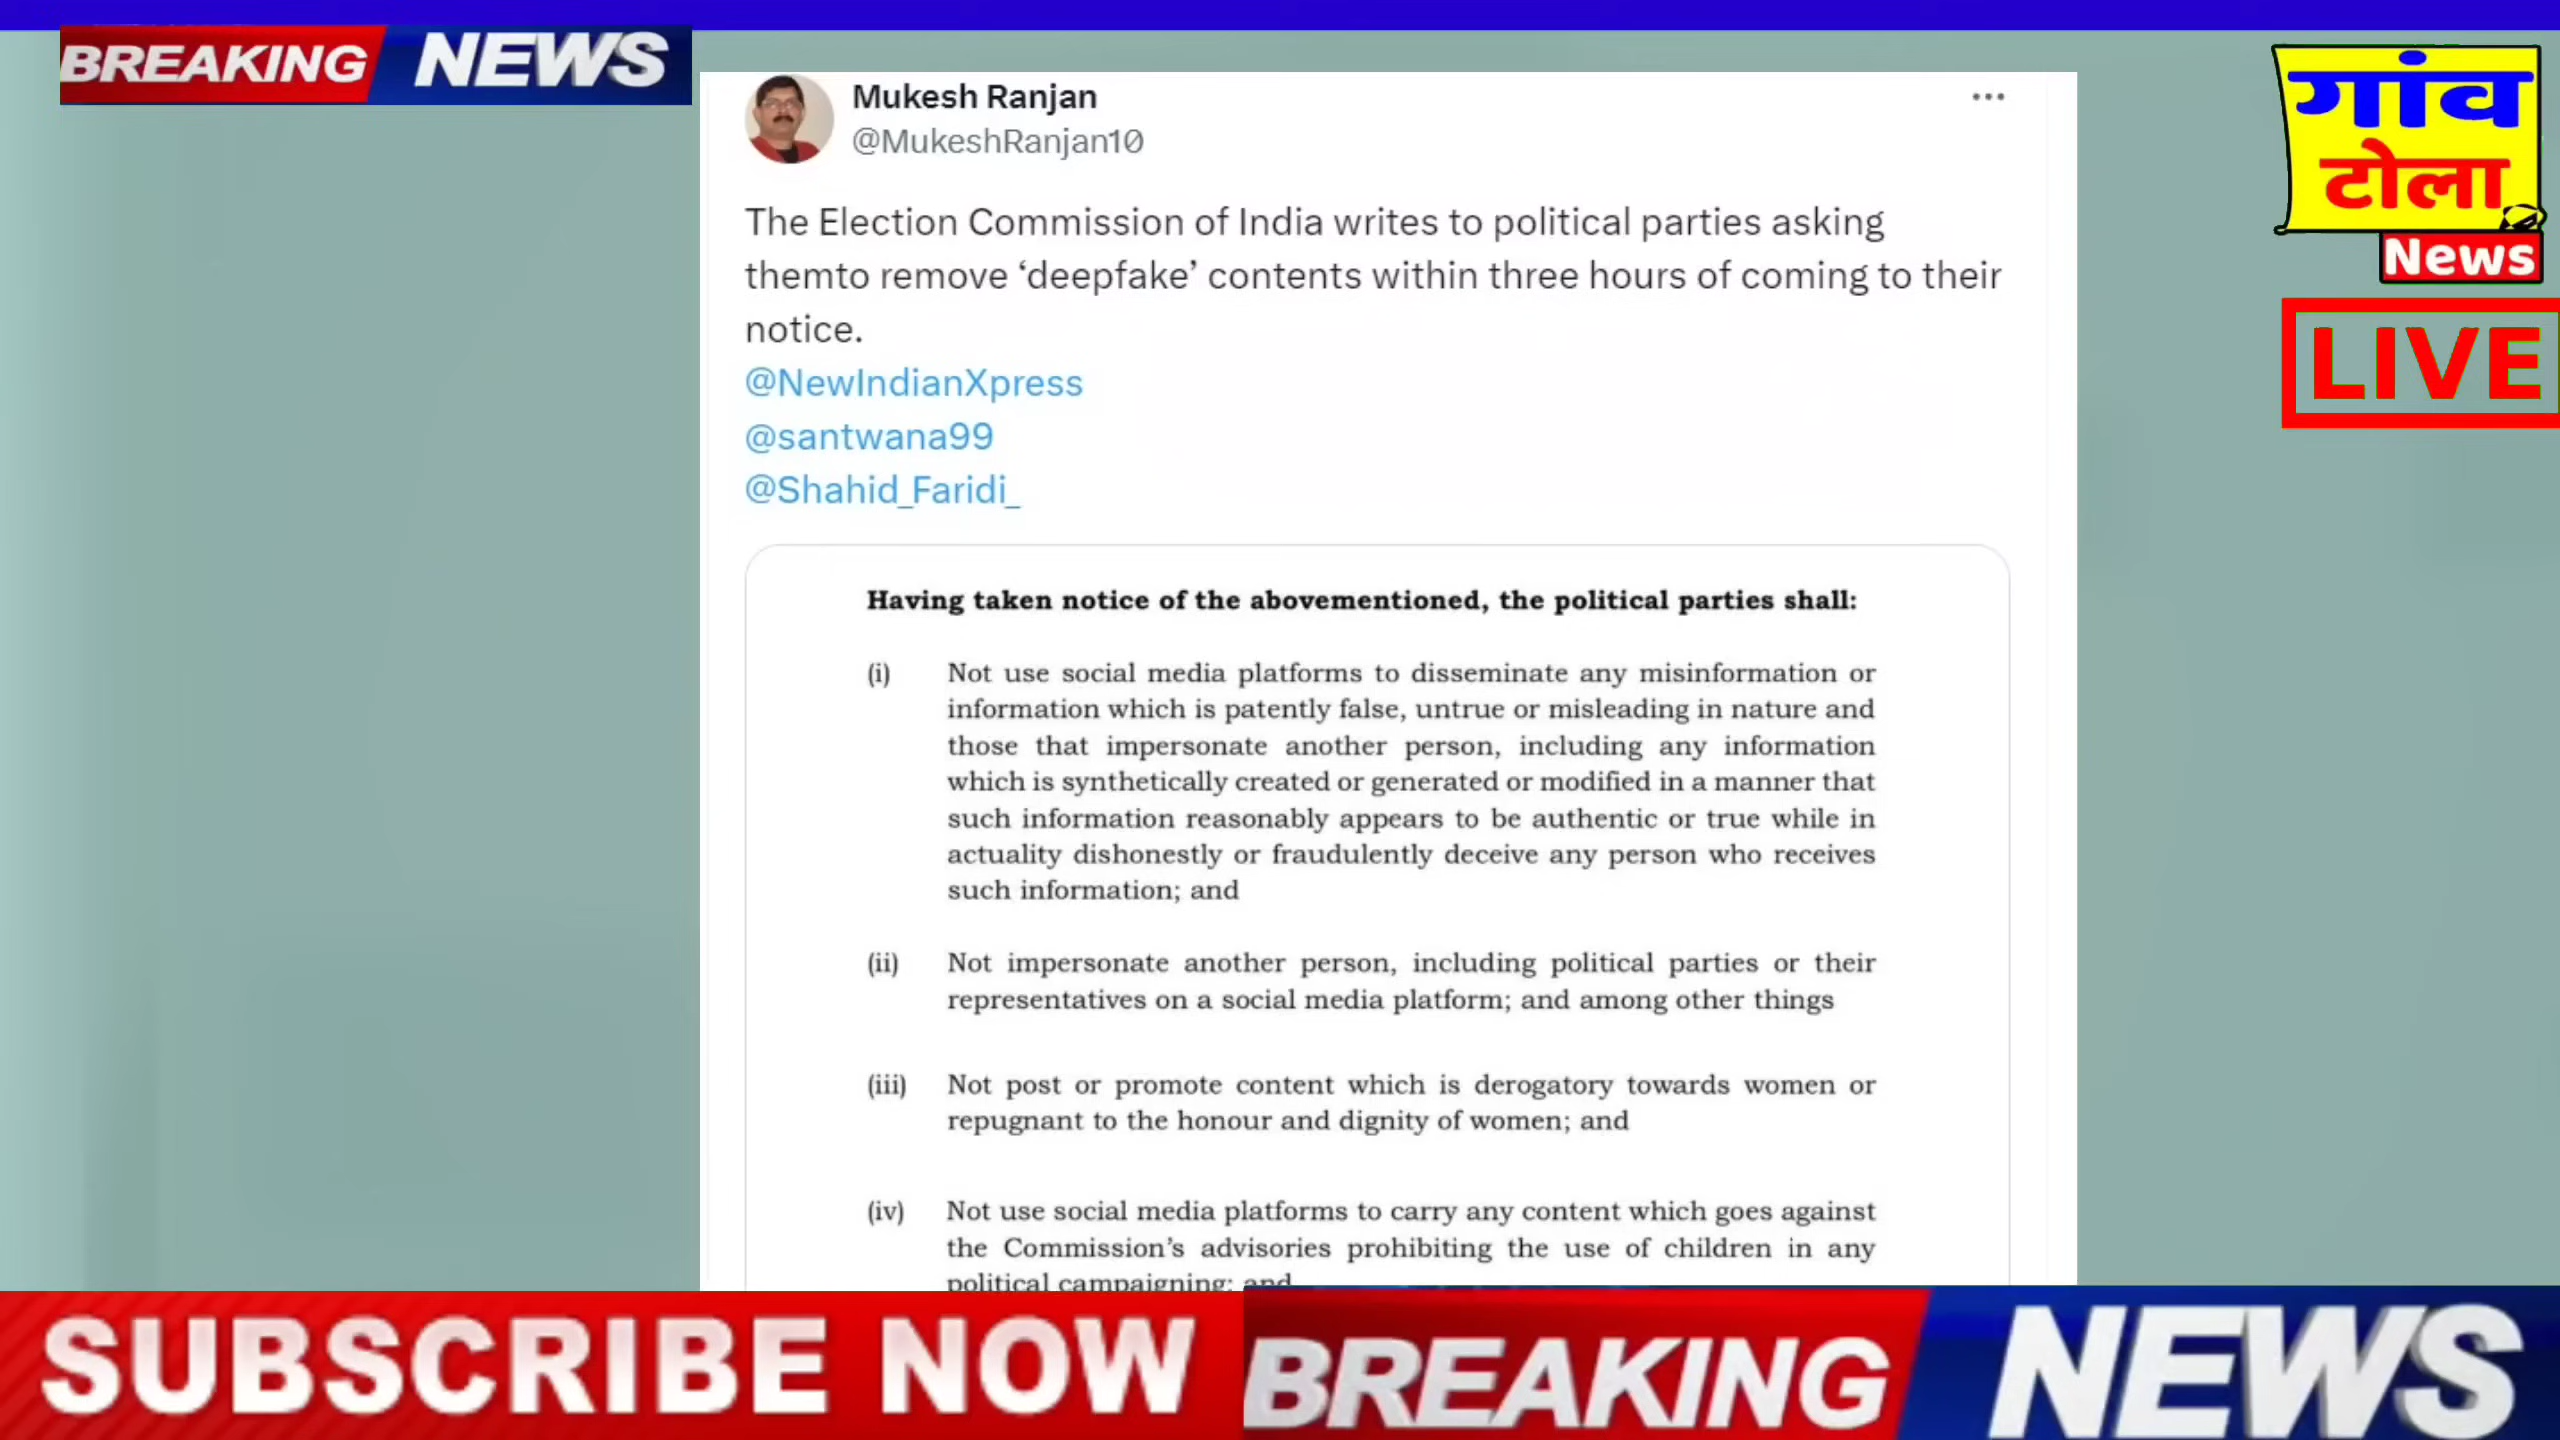 BREAKING NEWS
Mukesh Ranjan
@MukeshRanjan10
The Election Commission of India writes to political parties asking
themto remove ‘deepfake’ contents within three hours of coming to their
notice.
@NewIndianXpress
@santwana99
@Shahid_Faridi_
Having taken notice of the abovementioned, the political parties shall:
(i) Not use social media platforms to disseminate any misinformation or
information which is patently false, untrue or misleading in nature and
those that impersonate another person, including any information
which is synthetically created or generated or modified in a manner that
such information reasonably appears to be authentic or true while in
actuality dishonestly or fraudulently deceive any person who receives
such information; and
(ii) Not impersonate another person, including political parties or their
representatives on a social media platform; and among other things
(iii) Not post or promote content which is derogatory towards women or
repugnant to the honour and dignity of women; and
(iv) Not use social media platforms to carry any content which goes against
the Commission’s advisories prohibiting the use of children in any
political campaigning; and
गांव
टोला
News
LIVE
SUBSCRIBE NOW
BREAKING NEWS